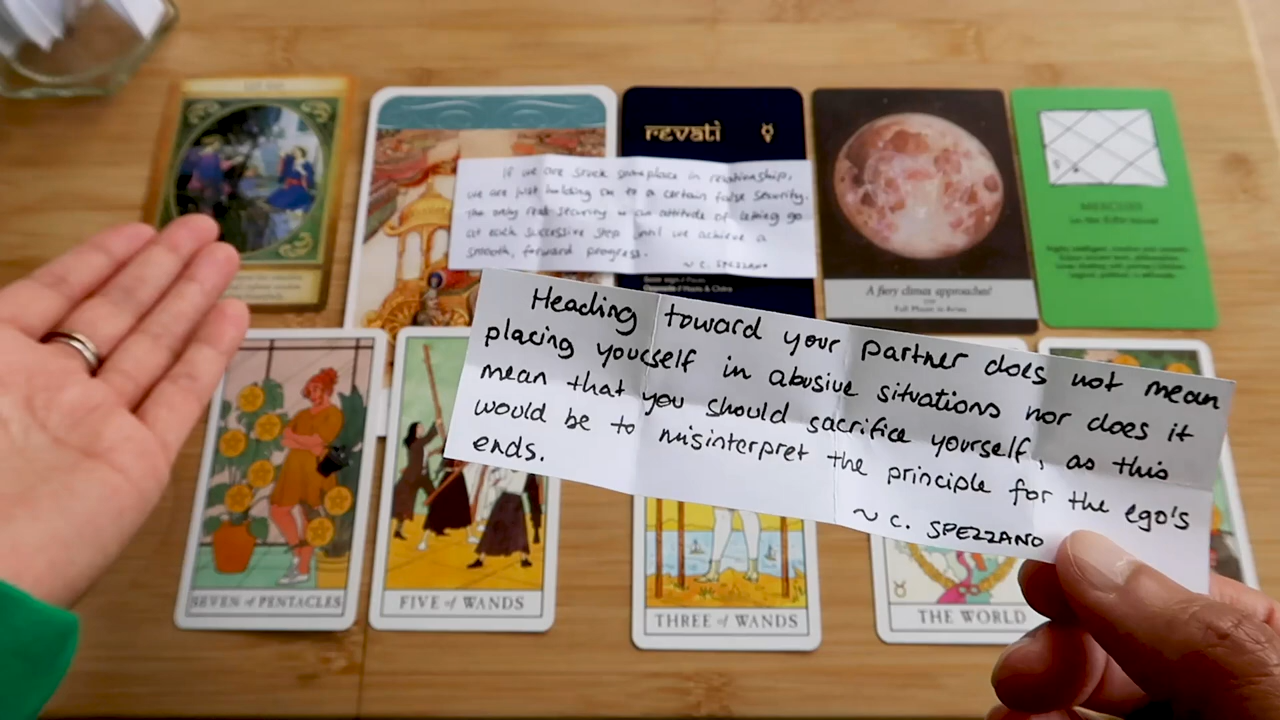 revati
If we are stuck someplace in relationship,
we are just holding on to a certain false security.
The only real security is an attitude of letting go
at each successive step until we achieve a
smooth, forward progress.
~ C. SPEZZANO
A fiery climax approaches!
Full Moon in Aries
MERCURY
Heading toward your partner does not mean
placing yourself in abusive situations nor does it
mean that you should sacrifice yourself, as this
would be to misinterpret the principle for the ego's
ends.
~ C. SPEZZANO
SEVEN of PENTACLES
FIVE of WANDS
THREE of WANDS
THE WORLD